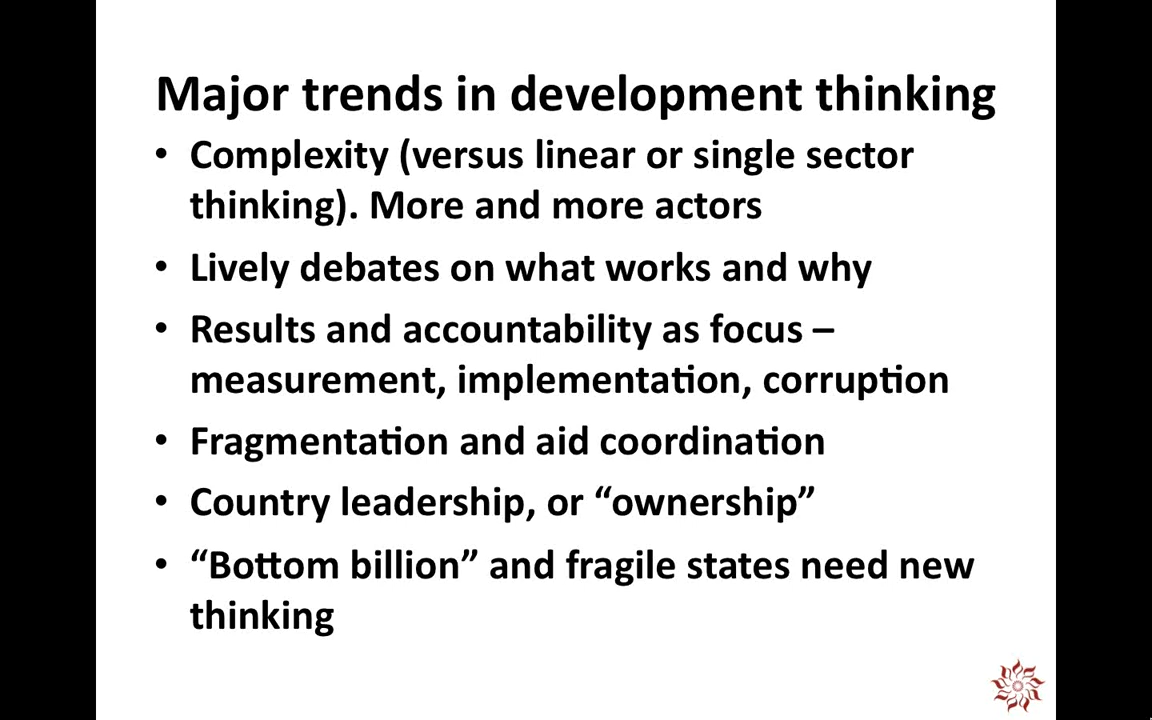 Major trends in development thinking
• Complexity (versus linear or single sector
thinking). More and more actors
• Lively debates on what works and why
• Results and accountability as focus –
measurement, implementation, corruption
• Fragmentation and aid coordination
• Country leadership, or “ownership”
• “Bottom billion” and fragile states need new
thinking